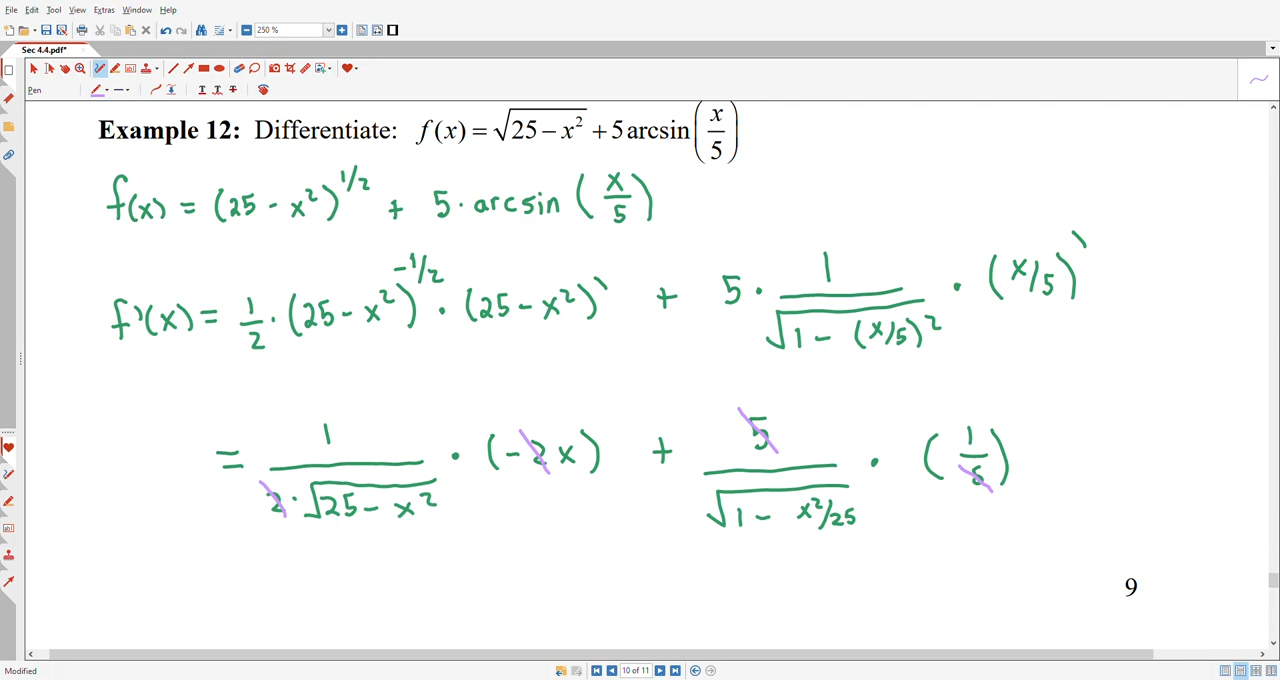 File Edit Tool View Extras Window Help
250 %
Sec 4.4.pdf*
Pen
Example 12: Differentiate: f(x) = √(25 − x²) + 5 arcsin(x/5)
f(x) = (25 - x²)^1/2 + 5 · arcsin (x/5)
f'(x) = 1/2 · (25 - x²)^-1/2 · (25 - x²)' + 5 · 1/√(1 - (x/5)²) · (x/5)'
= 1/(2 · √(25 - x²)) · (-2x) + 5/√(1 - x²/25) · (1/5)
9
10 of 11
Modified